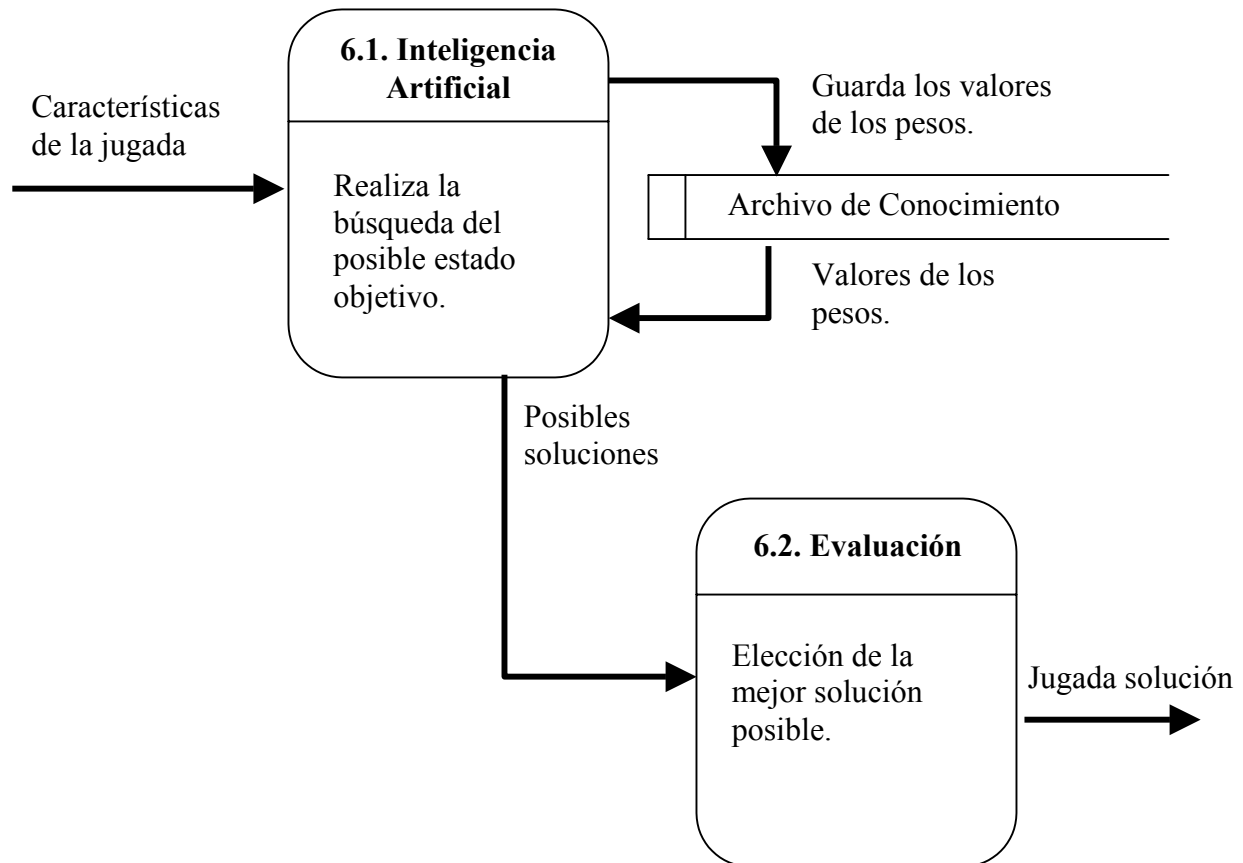 6.1. Inteligencia
Artificial
Características
de la jugada
Guarda los valores
de los pesos.
Realiza la
búsqueda del
posible estado
objetivo.
Archivo de Conocimiento
Valores de los
pesos.
Posibles
soluciones
6.2. Evaluación
Elección de la
mejor solución
posible.
Jugada solución